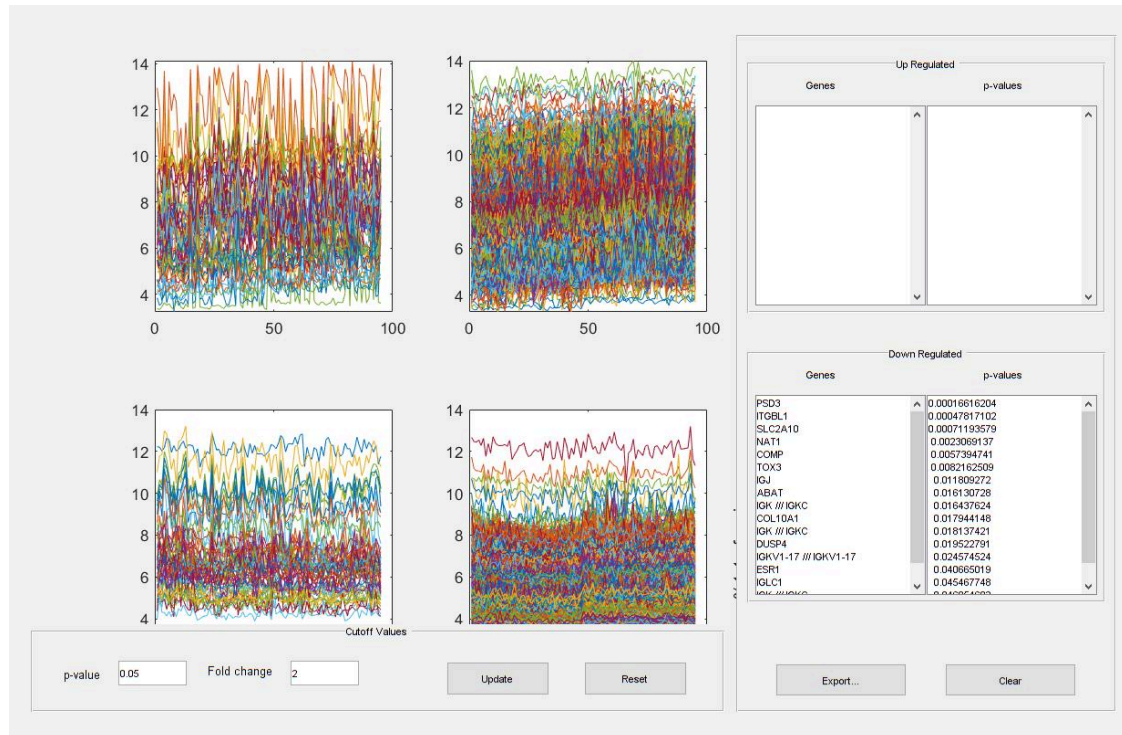 14
12
10
8
6
4
0 50 100
14
12
10
8
6
4
0 50 100
14
12
10
8
6
4
14
12
10
8
6
4
Cutoff Values
p-value 0.05 Fold change 2 Update Reset
Up Regulated
Genes p-values
Down Regulated
Genes p-values
PSD3 0.00016616204
ITGBL1 0.00047817102
SLC2A10 0.00071193579
NAT1 0.0023069137
COMP 0.0057394741
TOX3 0.0082162509
IGJ 0.011809272
ABAT 0.016130728
IGK /// IGKC 0.016437624
COL10A1 0.017944148
IGK /// IGKC 0.018137421
DUSP4 0.019522791
IGKV1-17 /// IGKV1-17 0.024574524
ESR1 0.040665019
IGLC1 0.045467748
IGK /// IGKC
Export... Clear